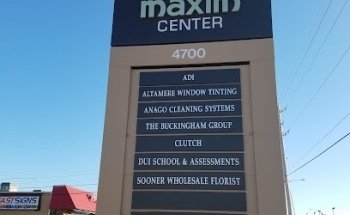 maxim
CENTER
4700
ADI
ALTAMERE WINDOW TINTING
ANAGO CLEANING SYSTEMS
THE BUCKINGHAM GROUP
CLUTCH
DUI SCHOOL & ASSESSMENTS
SOONER WHOLESALE FLORIST
FASTSIGNS